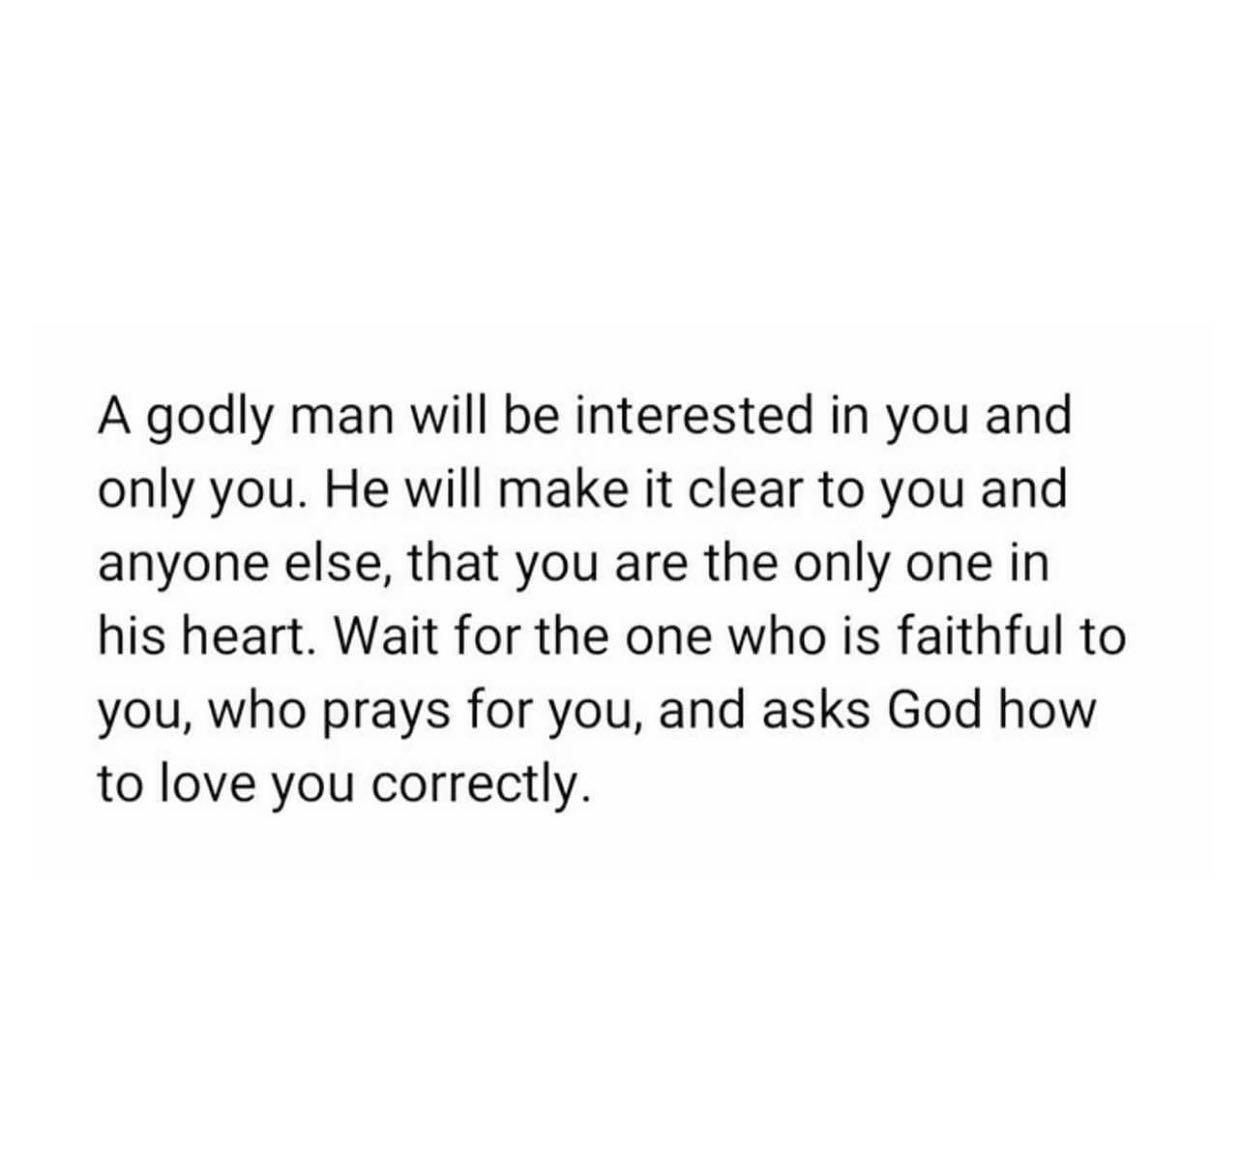 A godly man will be interested in you and
only you. He will make it clear to you and
anyone else, that you are the only one in
his heart. Wait for the one who is faithful to
you, who prays for you, and asks God how
to love you correctly.